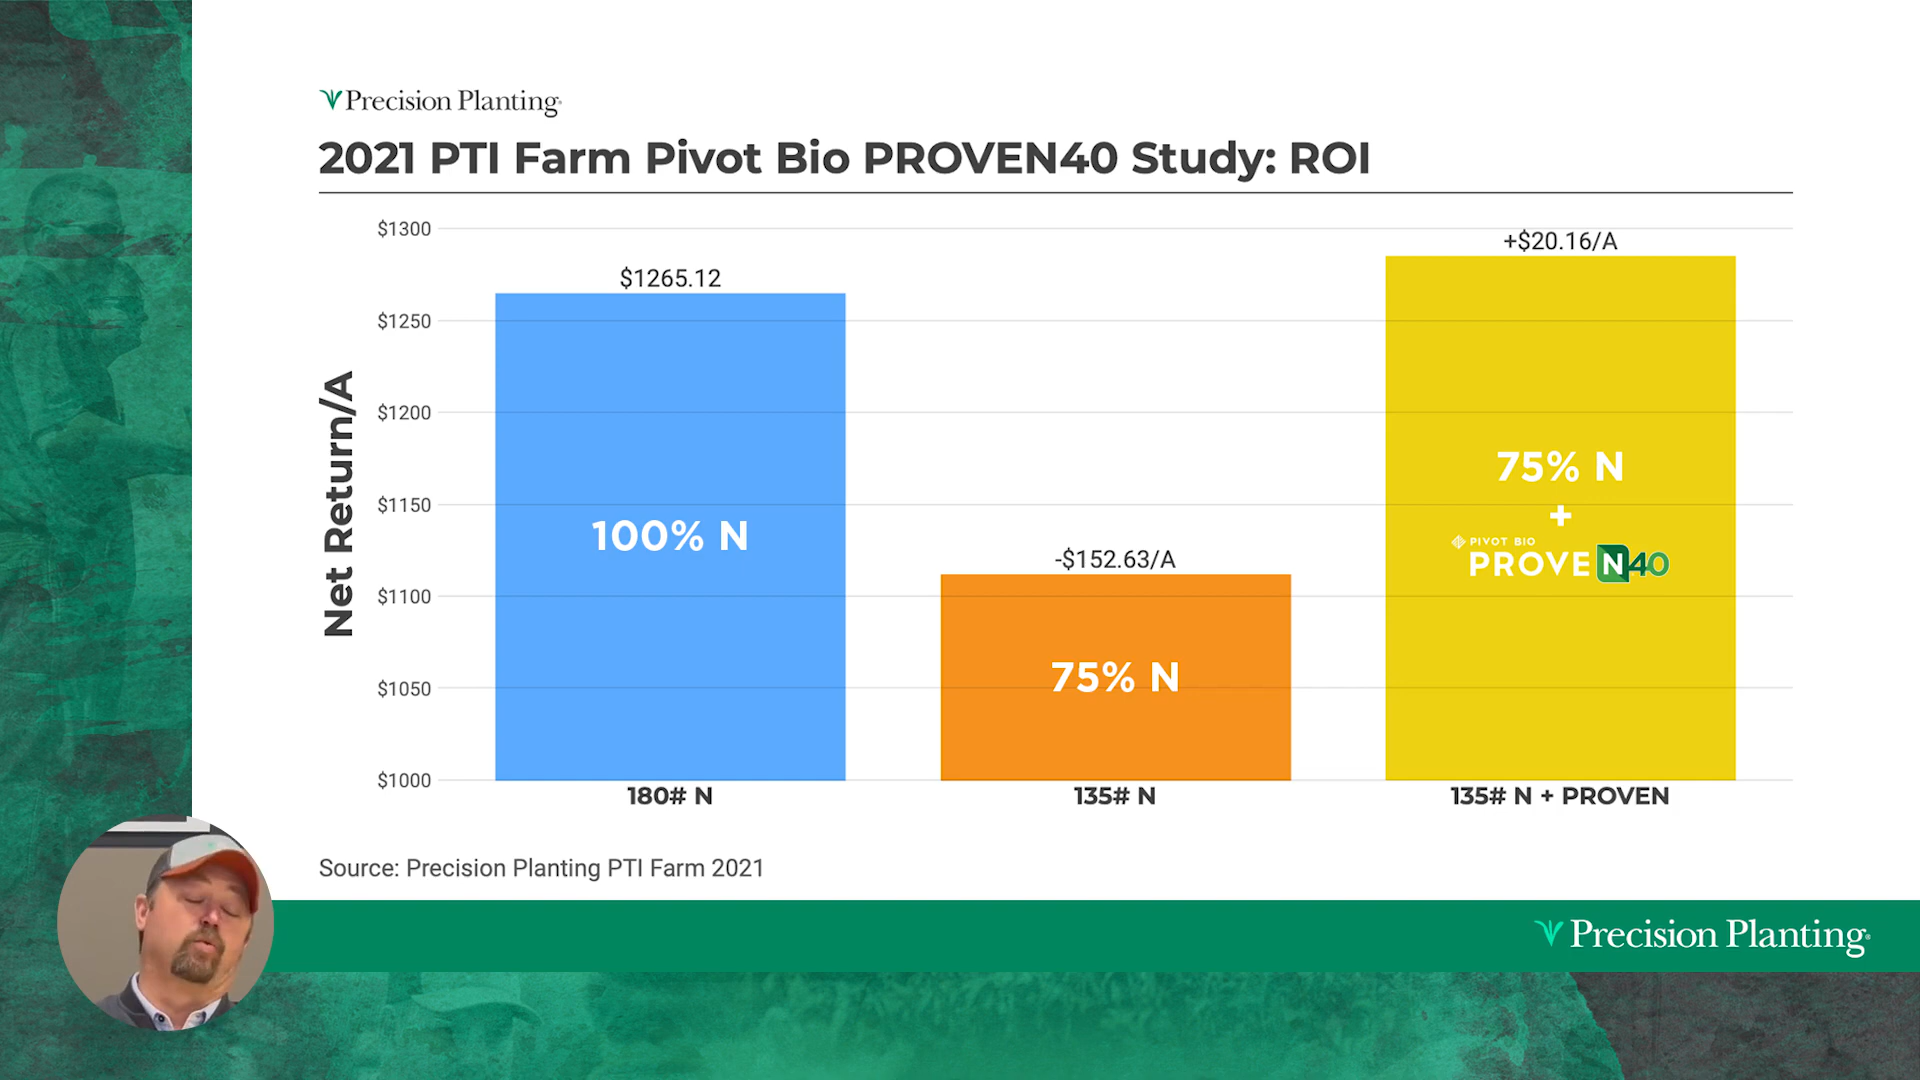 Precision Planting
2021 PTI Farm Pivot Bio PROVEN40 Study: ROI
Net Return/A
$1300
$1250
$1200
$1150
$1100
$1050
$1000
$1265.12
100% N
180# N
-$152.63/A
75% N
135# N
+$20.16/A
75% N
+
PIVOT BIO
PROVEN40
135# N + PROVEN
Source: Precision Planting PTI Farm 2021
Precision Planting